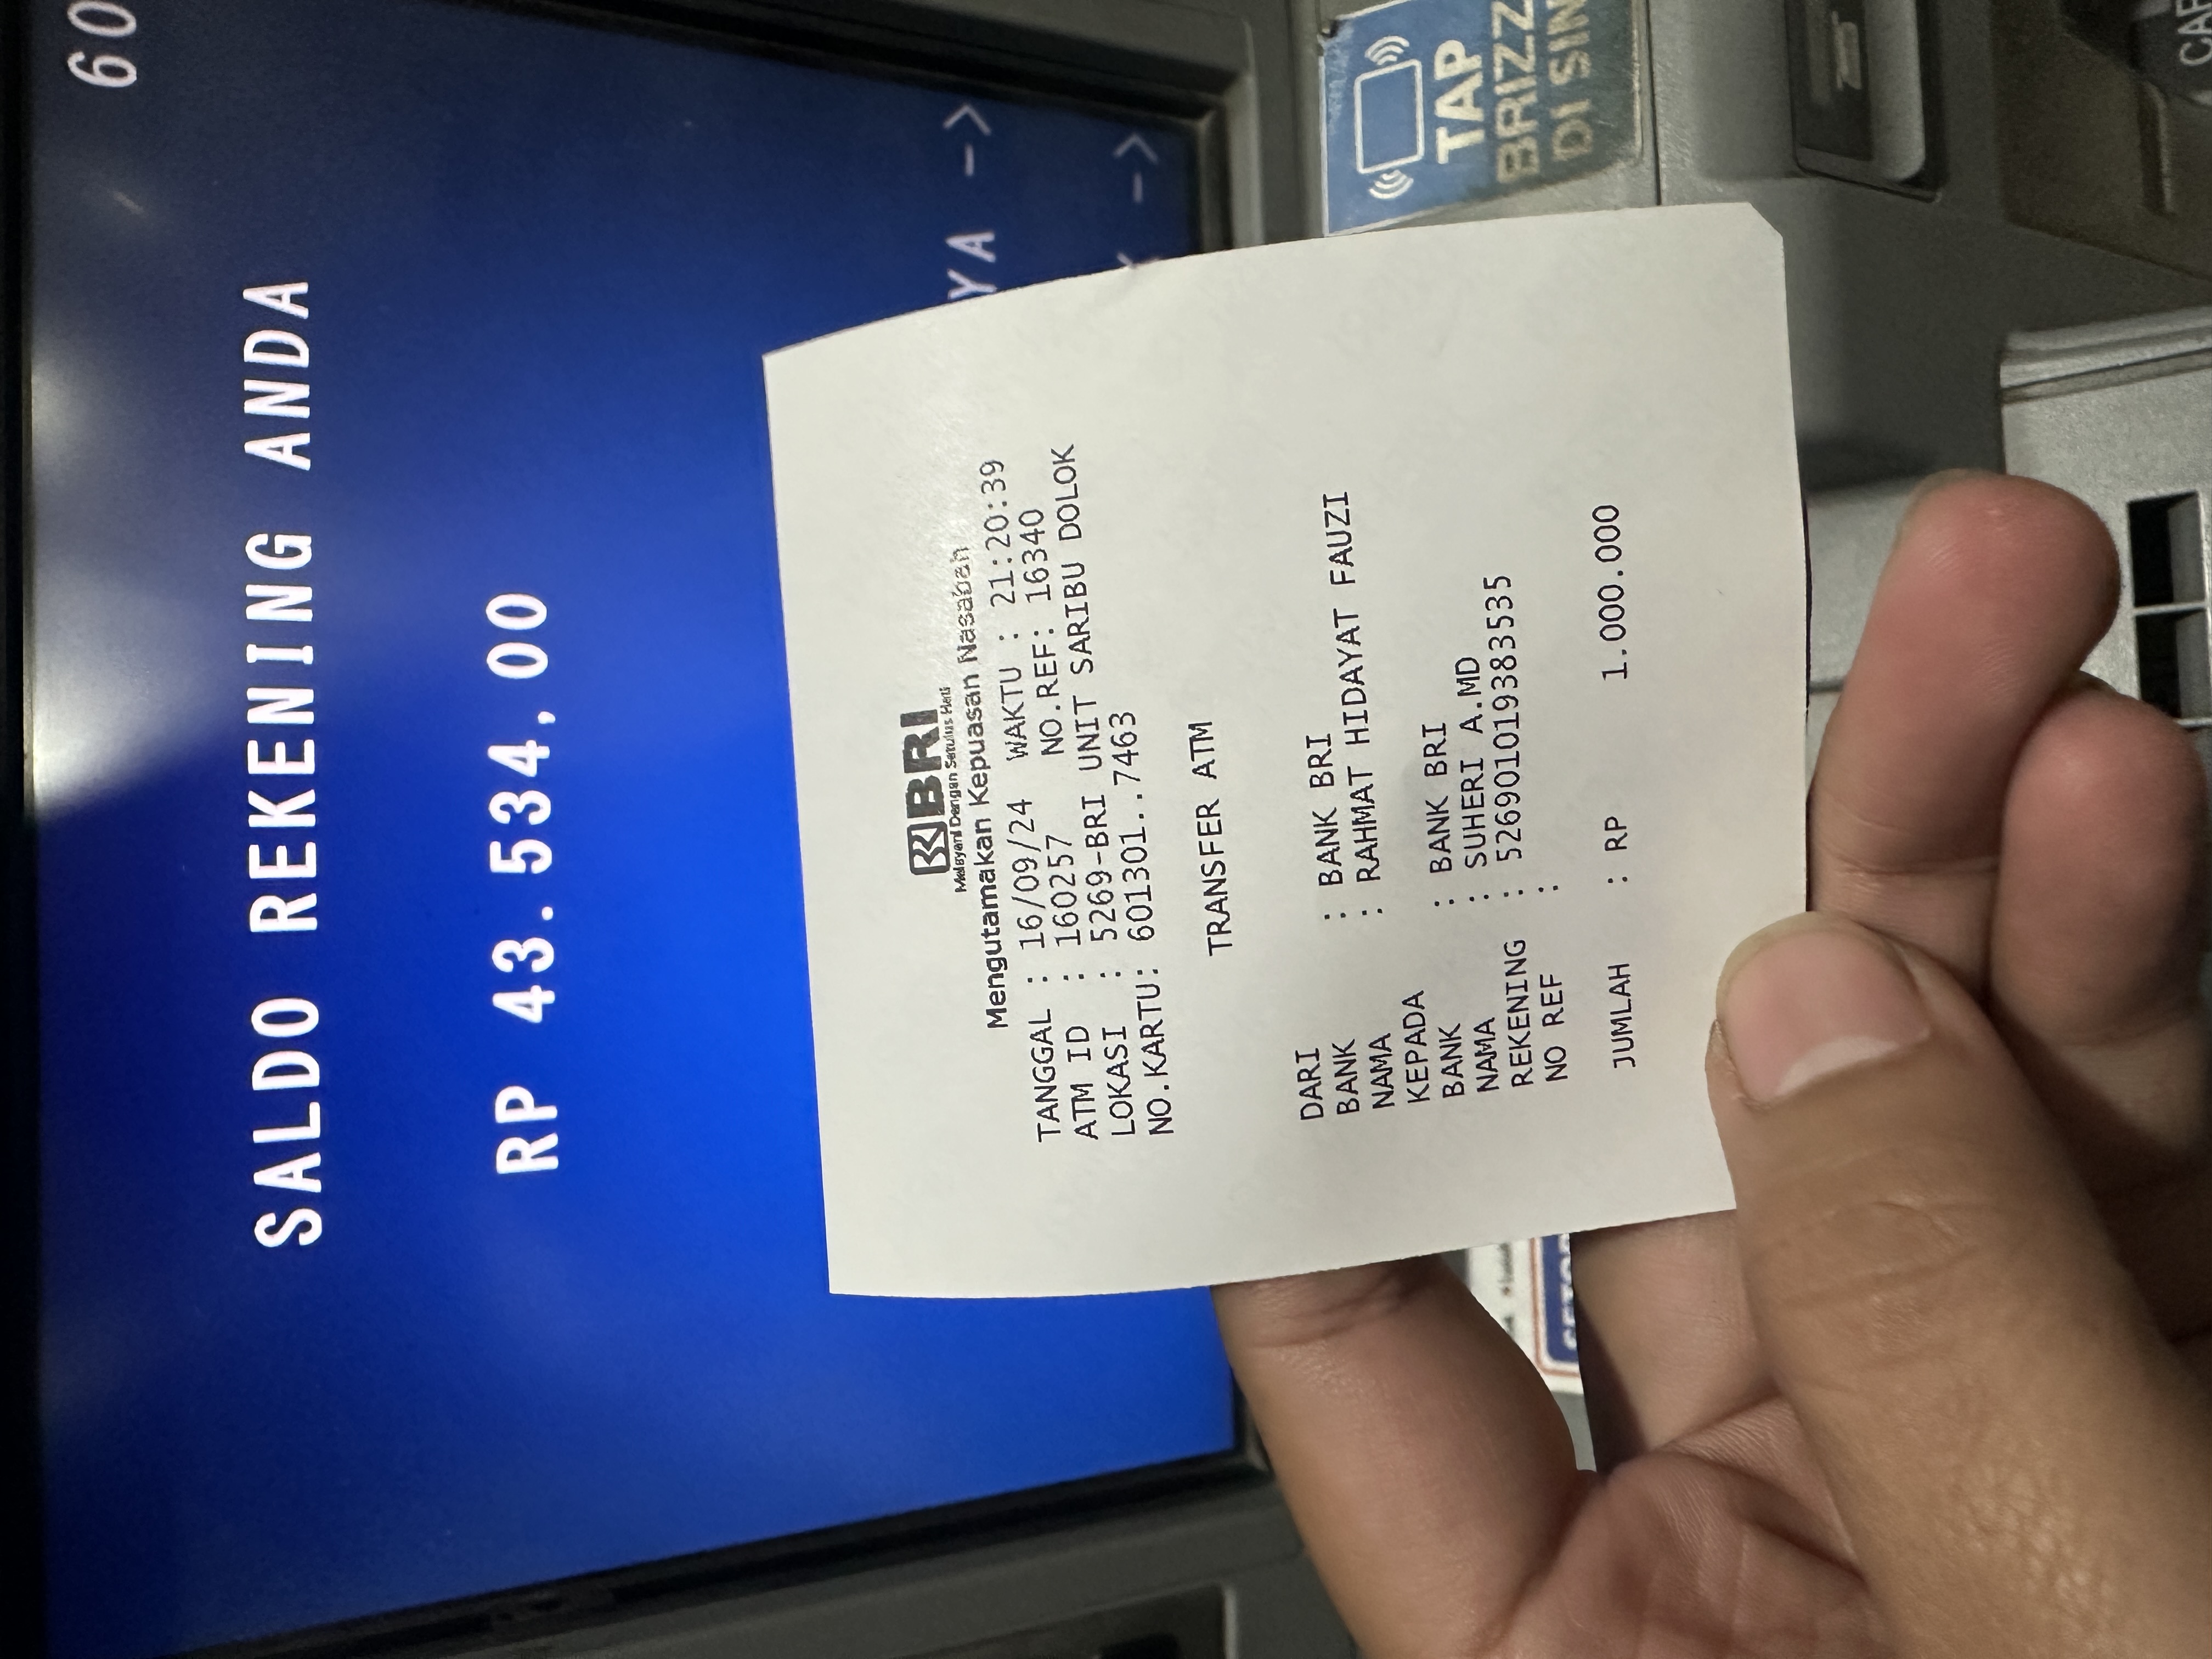 60
SALDO REKENING ANDA
RP 43.534,00
YA ->
->
BRI
Melayani Dengan Setulus Hati
Mengutamakan Kepuasan Nasabah
TANGGAL : 16/09/24 WAKTU : 21:20:39
ATM ID : 160257 NO.REF: 16340
LOKASI : 5269-BRI UNIT SARIBU DOLOK
NO.KARTU: 601301..7463
TRANSFER ATM
DARI
BANK : BANK BRI
NAMA : RAHMAT HIDAYAT FAUZI
KEPADA
BANK : BANK BRI
NAMA : SUHERI A.MD
REKENING : 526901019383535
NO REF :
JUMLAH : RP 1.000.000
TAP
BRIZZ
DI SIN
SETOR
CAR